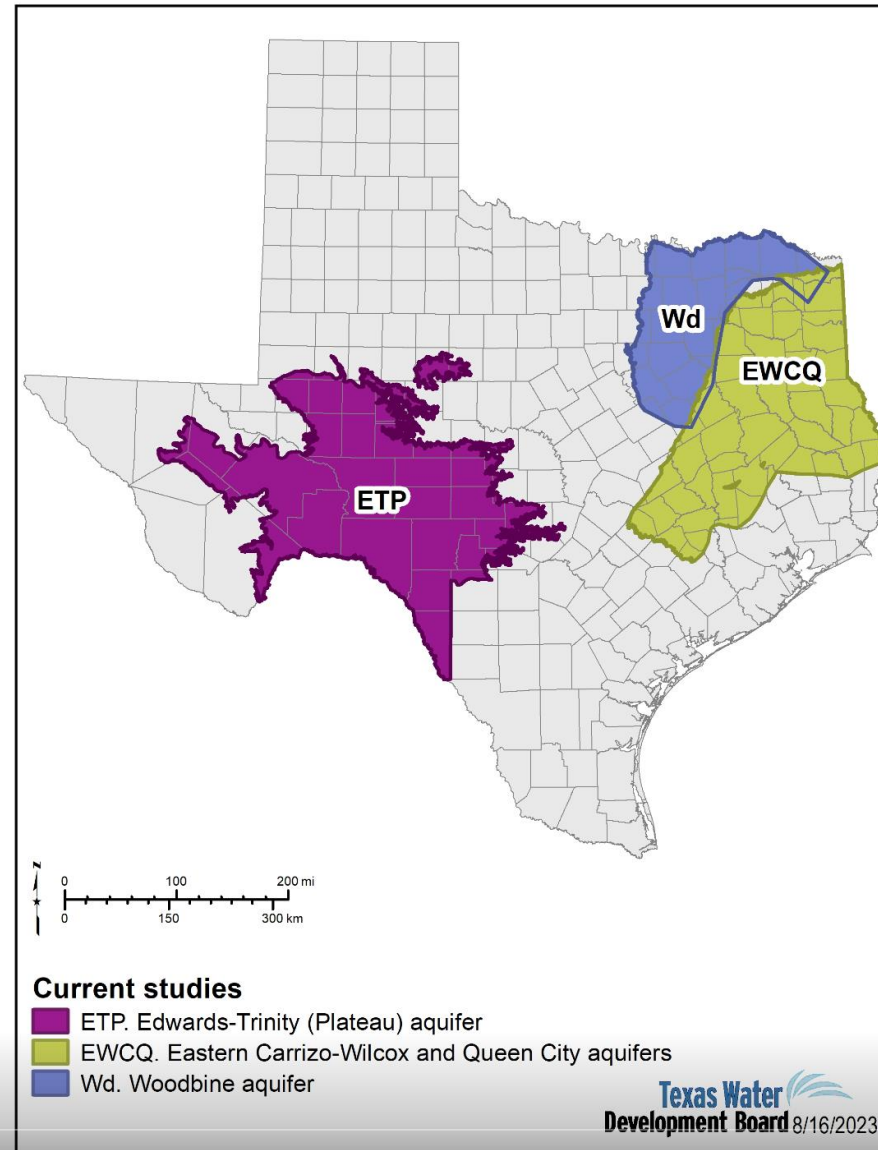 Wd
EWCQ
ETP
N
0 100 200 mi
0 150 300 km
Current studies
ETP. Edwards-Trinity (Plateau) aquifer
EWCQ. Eastern Carrizo-Wilcox and Queen City aquifers
Wd. Woodbine aquifer
Texas Water
Development Board 8/16/2023